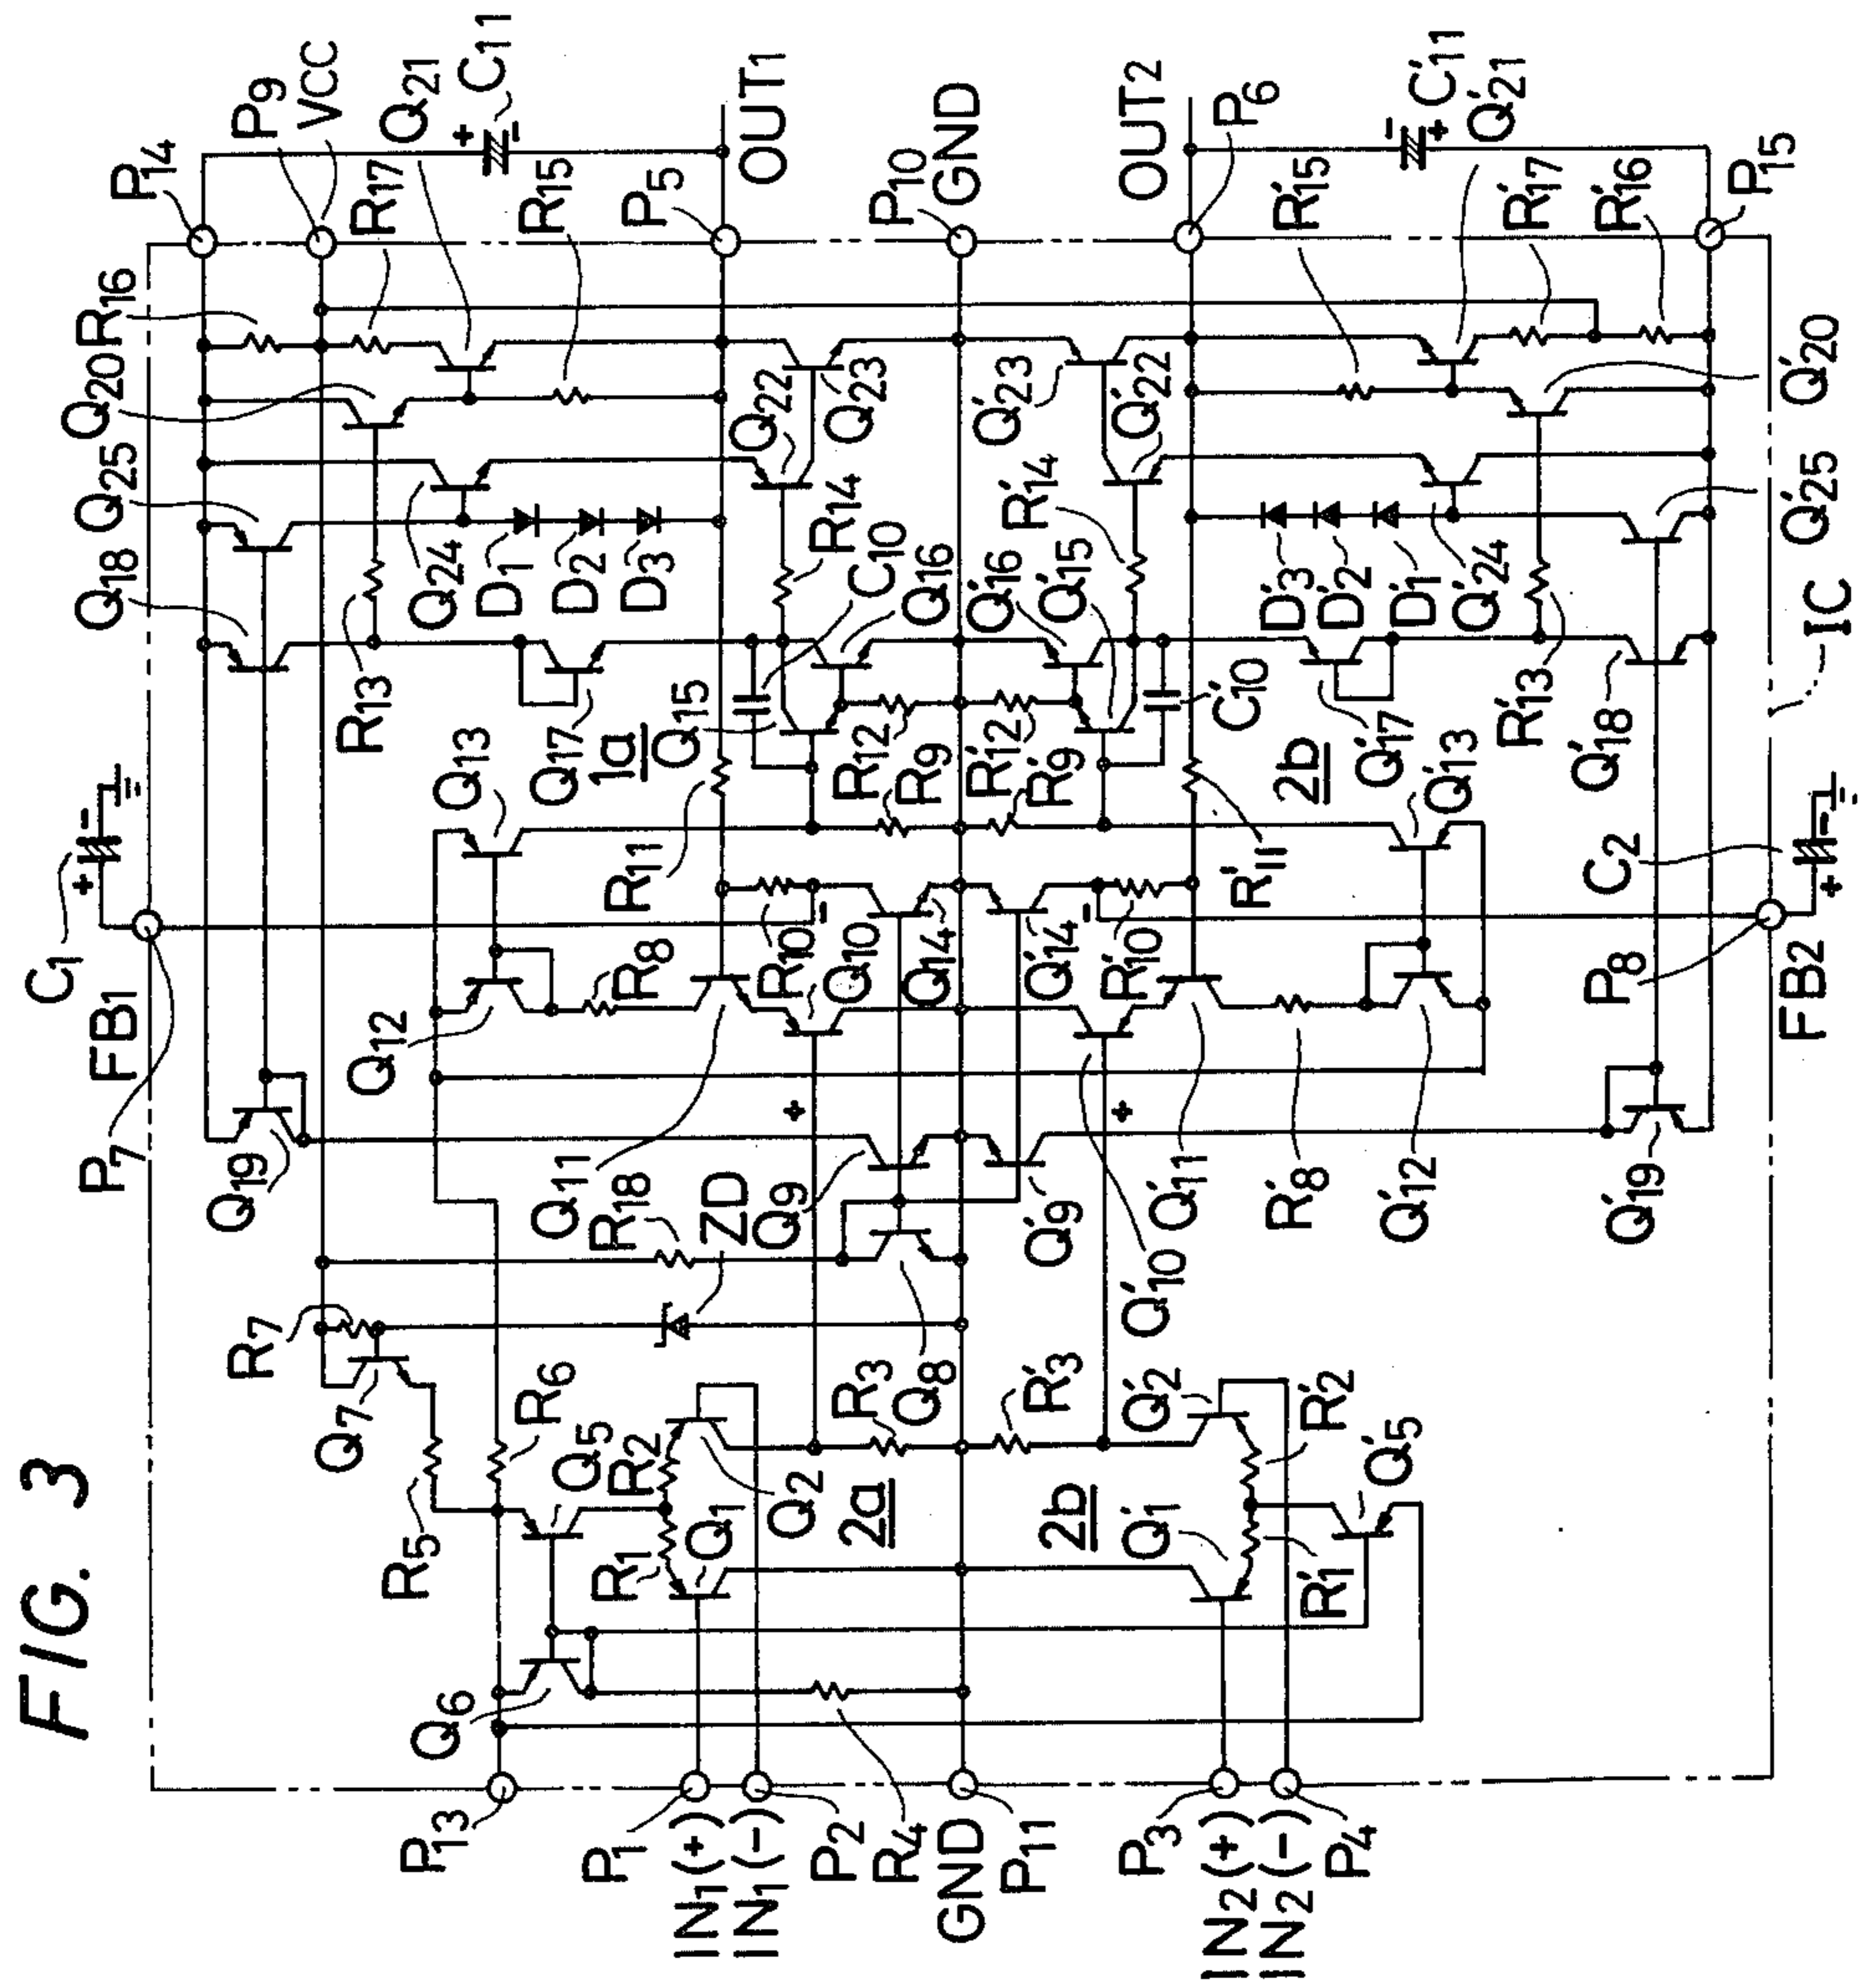 FIG. 3
C1
FB1
P7
P14
P9
VCC
Q21
C11
R16
Q20
R17
Q25
R15
Q18
P5
OUT1
R13
Q24
D1
D2
D3
Q22
Q23
R14
C10
Q16
P10
GND
Q13
Q17
1a
Q15
R12
R9
R11
Q12
R8
R10
Q10
Q14
Q19
Q11
R18
ZD
Q9
R7
Q7
R6
Q5
R2
R3
Q8
R5
R1
Q1
Q2
2a
Q6
P13
P1
IN1(+)
IN1(-)
P2
R4
GND
P11
P3
IN2(+)
IN2(-)
P4
2b
Q'1
R'1
Q'5
R'2
Q'2
R'3
Q'10
Q'9
Q'11
R'8
Q'12
Q'19
Q'14
R'10
R'11
P8
FB2
C2
R'12
R'9
2b
Q'13
Q'17
Q'18
R'13
C'10
Q'15
Q'16
R'14
D'3
D'2
D'1
Q'24
Q'25
Q'20
Q'22
Q'23
R'15
R'17
R'16
OUT2
P6
C'11
Q'21
P15
IC
+
-
+
-
+
-
+
-
+
-
+
-